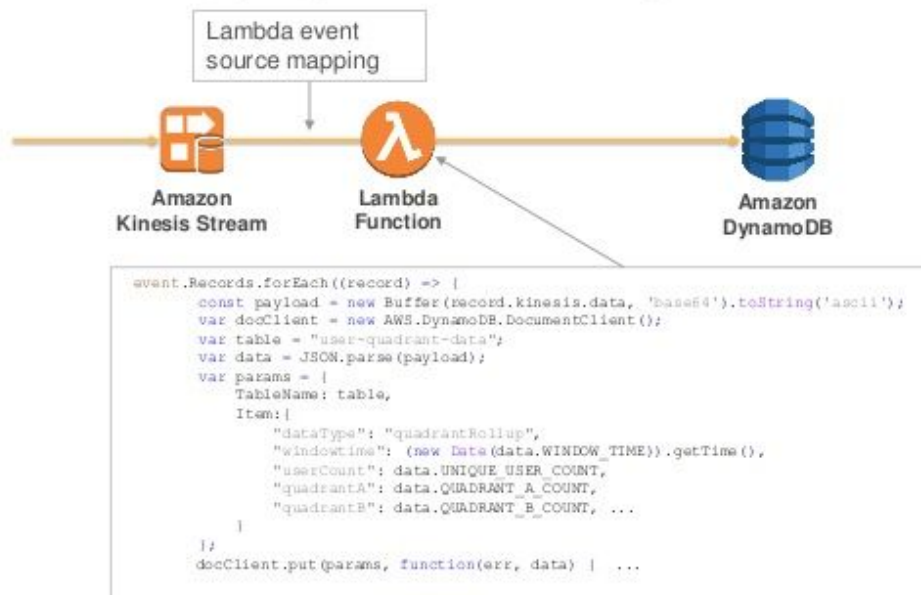 Lambda event
source mapping
Amazon
Kinesis Stream
Lambda
Function
Amazon
DynamoDB
event.Records.forEach((record) => {
const payload = new Buffer(record.kinesis.data, 'base64').toString('ascii');
var docClient = new AWS.DynamoDB.DocumentClient();
var table = "user-quadrant-data";
var data = JSON.parse(payload);
var params = {
TableName: table,
Item:{
"dataType": "quadrantRollup",
"windowtime": (new Date(data.WINDOW_TIME)).getTime(),
"userCount": data.UNIQUE_USER_COUNT,
"quadrantA": data.QUADRANT_A_COUNT,
"quadrantB": data.QUADRANT_B_COUNT, ...
}
};
docClient.put(params, function(err, data) { ...